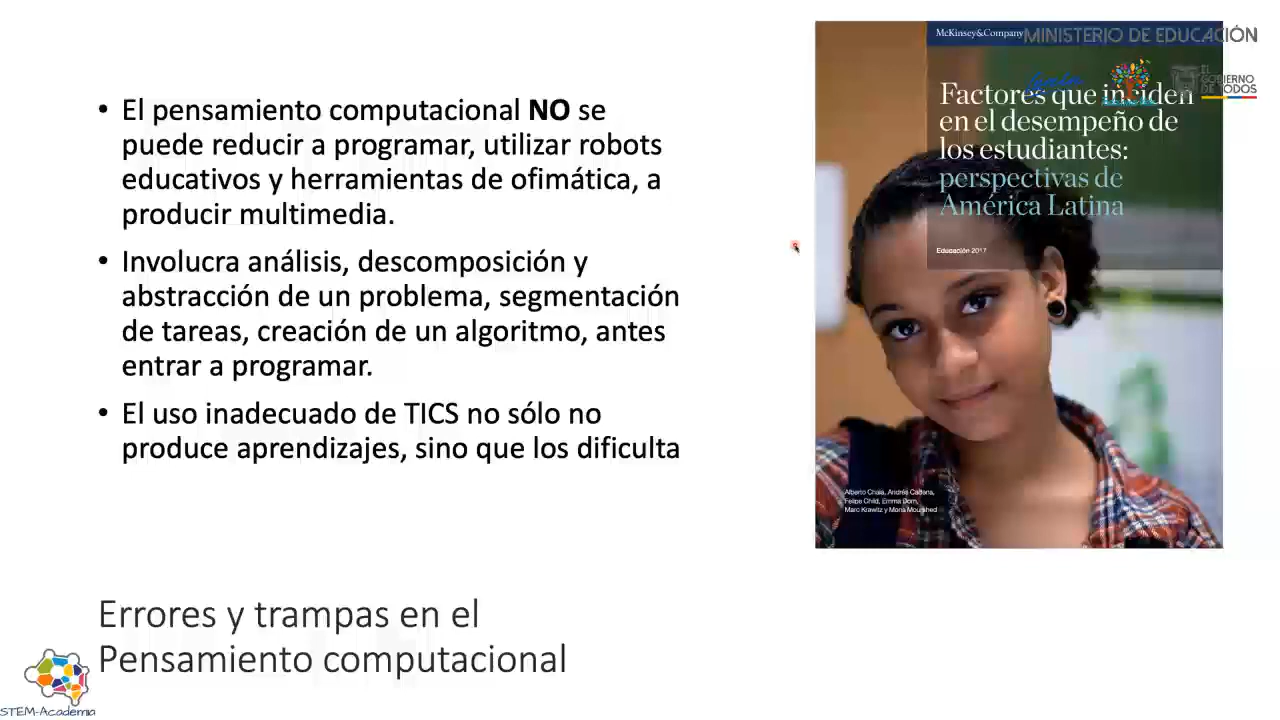 • El pensamiento computacional NO se
puede reducir a programar, utilizar robots
educativos y herramientas de ofimática, a
producir multimedia.
• Involucra análisis, descomposición y
abstracción de un problema, segmentación
de tareas, creación de un algoritmo, antes
entrar a programar.
• El uso inadecuado de TICS no sólo no
produce aprendizajes, sino que los dificulta
Errores y trampas en el
Pensamiento computacional
STEM-Academia
McKinsey&Company
MINISTERIO DE EDUCACIÓN
EL
GOBIERNO
DE TODOS
Factores que inciden
en el desempeño de
los estudiantes:
perspectivas de
América Latina
Educación 2017
Alberto Chaia, Andrés Cadena,
Felipe Child, Emma Dorn,
Marc Krawitz y Mona Mourshed